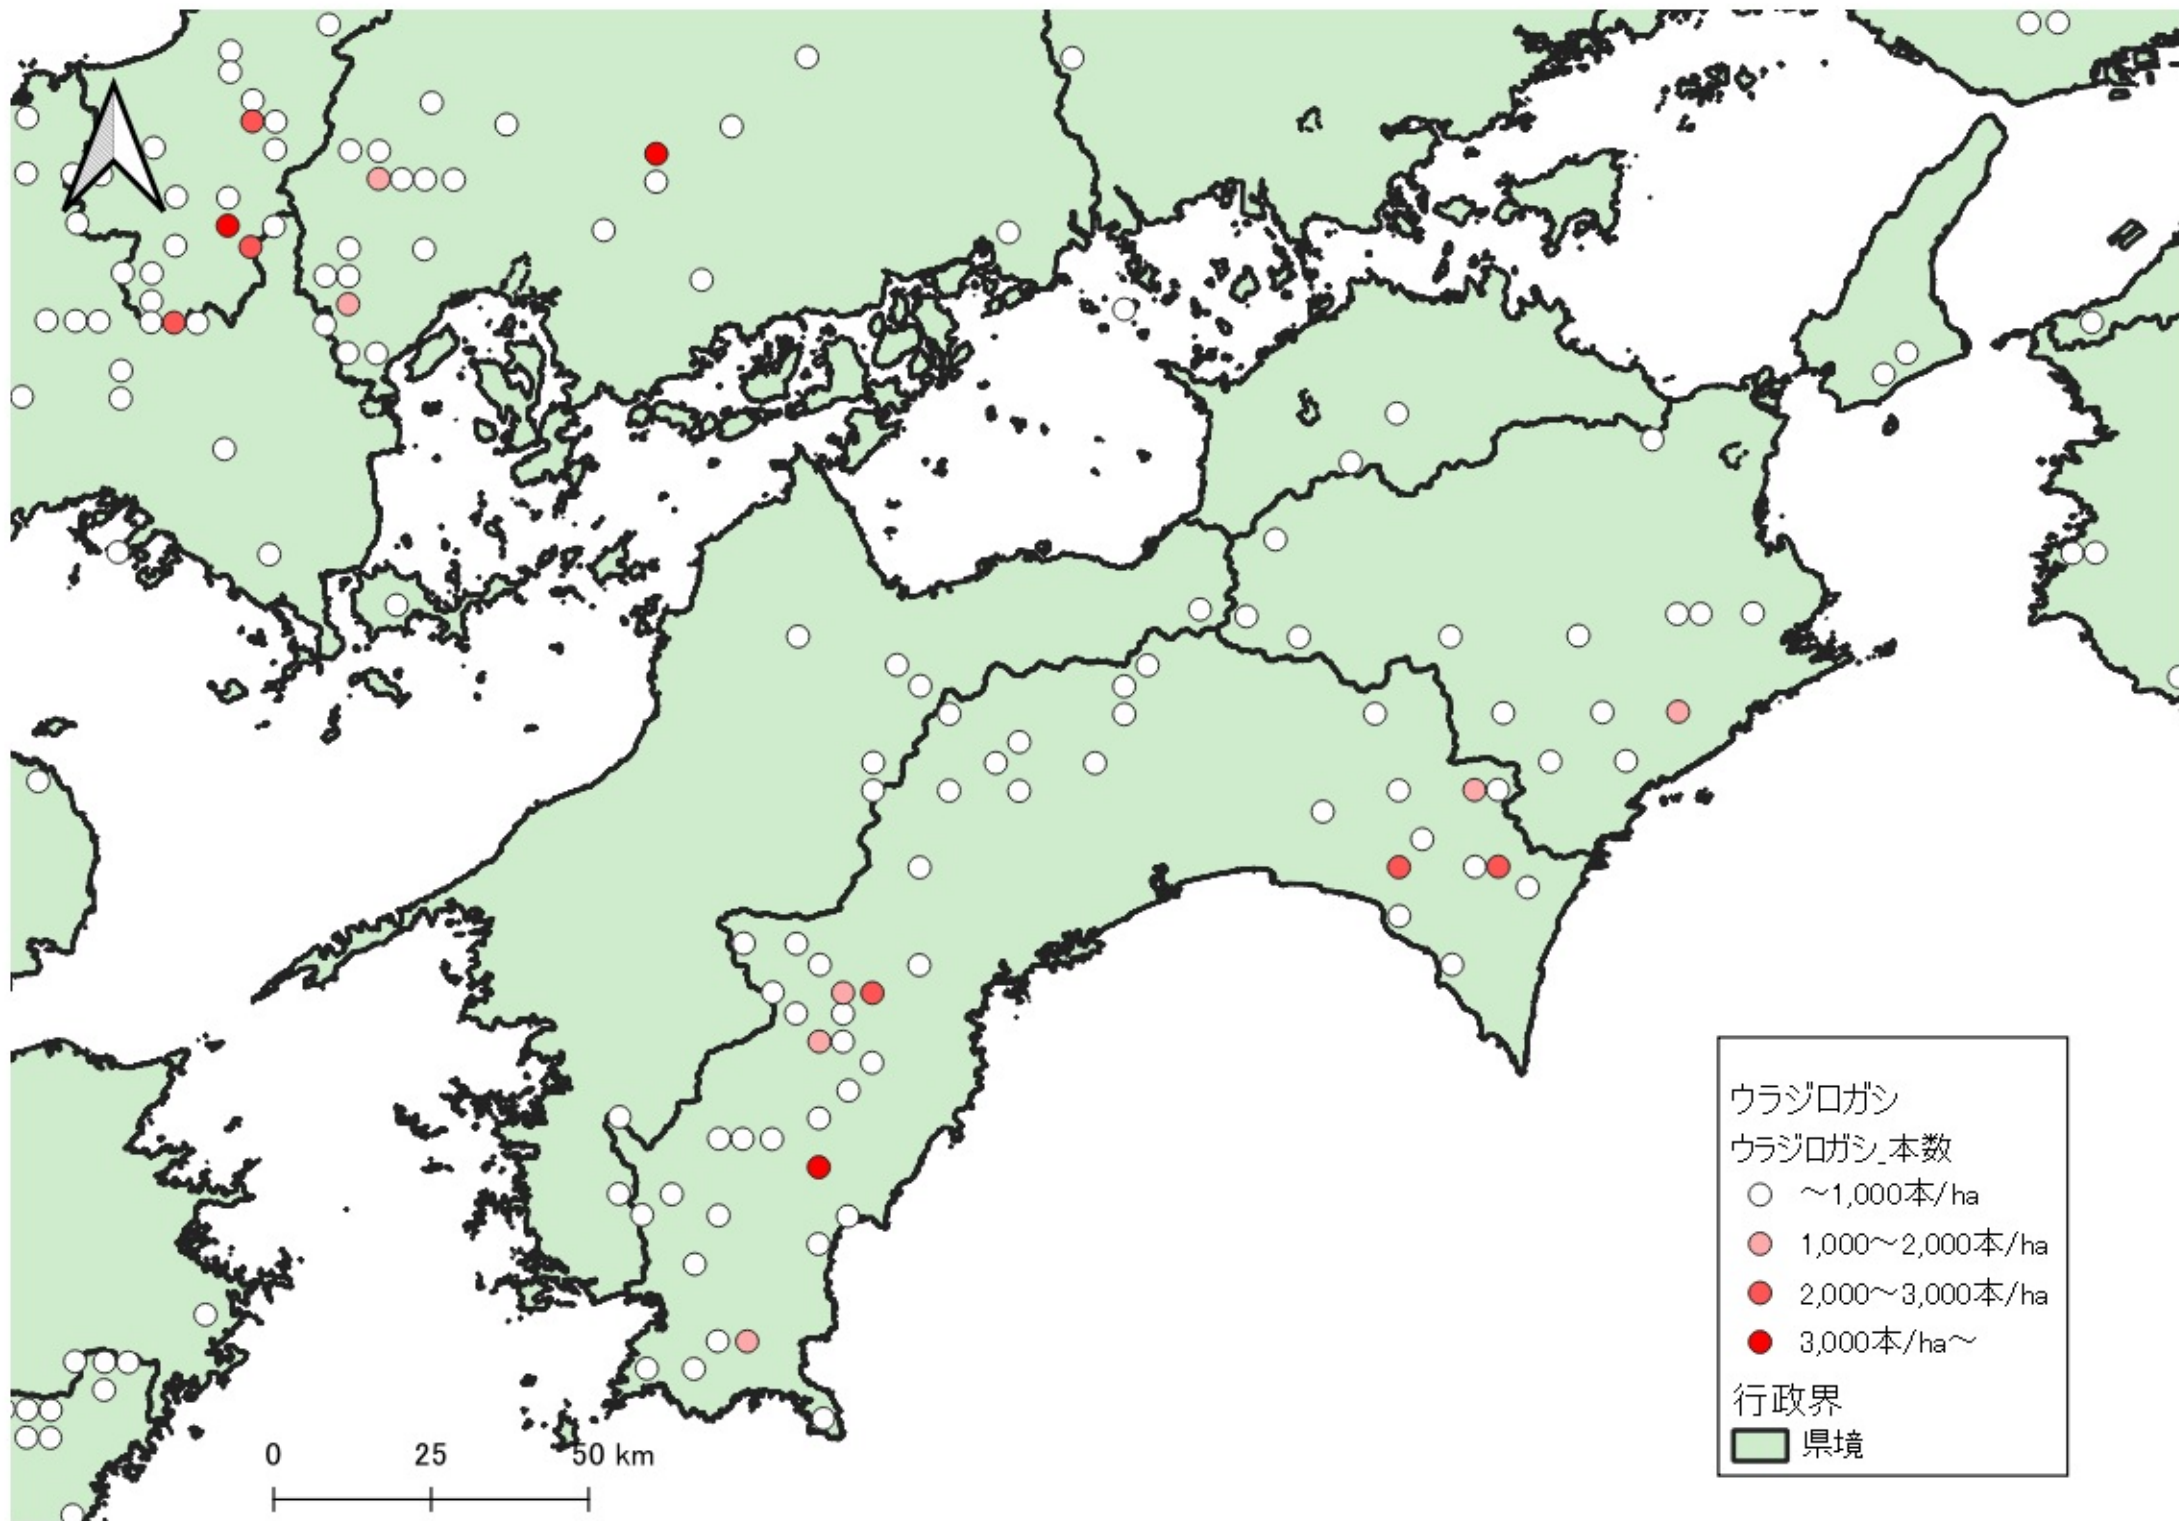 ウラジロガシ
ウラジロガシ_本数
～1,000本/ha
1,000～2,000本/ha
2,000～3,000本/ha
3,000本/ha～
行政界
県境
0 25 50 km